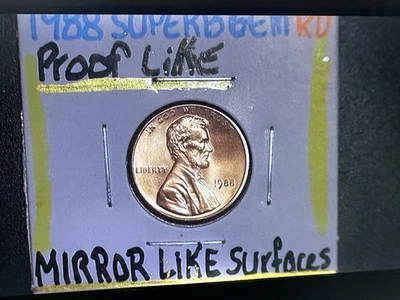 1988 SUPERB GEM RD
Proof LiKE
IN GOD WE TRUST
LIBERTY
1988
MIRROR LIKE Surfaces